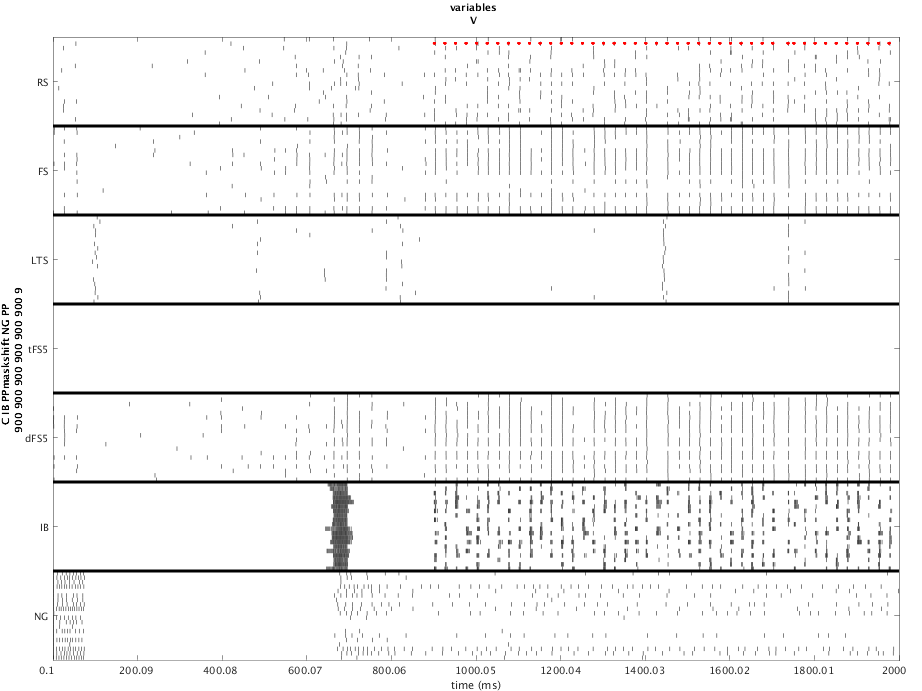 variables
V
RS
FS
LTS
tFS5
dFS5
IB
NG
C IB PPmaskshift NG PP
900 900 900 900 900 900 9
0.1 200.09 400.08 600.07 800.06 1000.05 1200.04 1400.03 1600.02 1800.01 2000
time (ms)